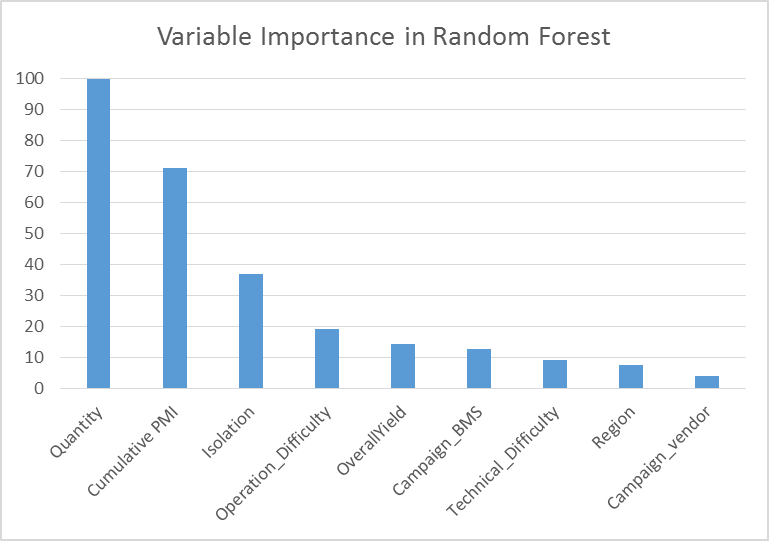 Variable Importance in Random Forest
100
90
80
70
60
50
40
30
20
10
0
Quantity
Cumulative PMI
Isolation
Operation_Difficulty
OverallYield
Campaign_BMS
Technical_Difficulty
Region
Campaign_vendor